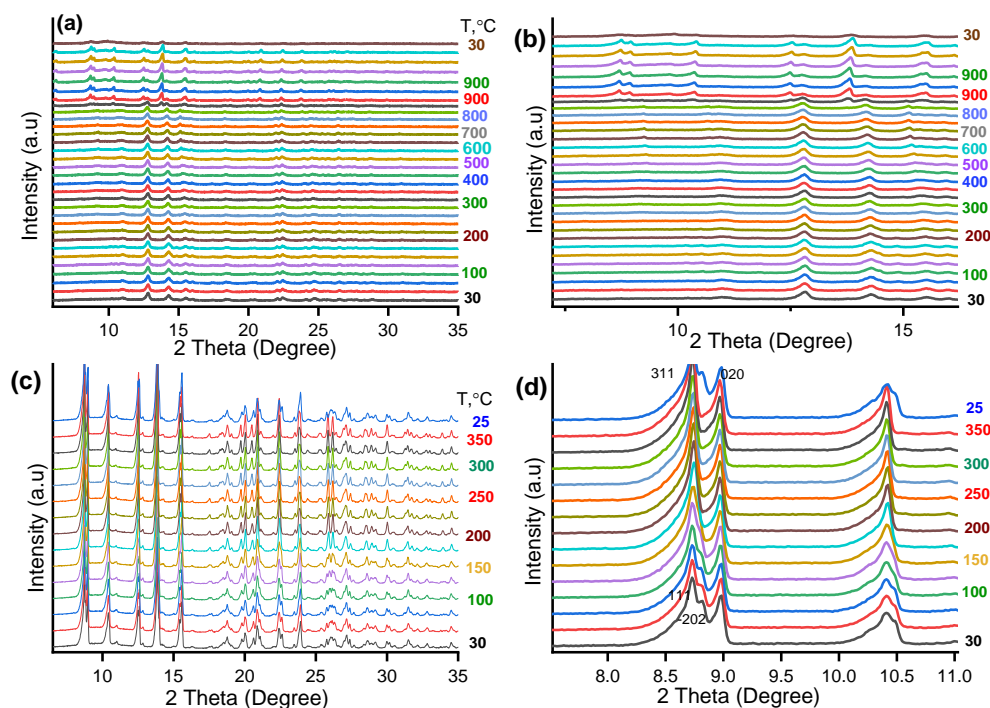 (a)
T,°C
30
900
900
800
700
600
500
400
300
200
100
30
Intensity (a.u)
10 15 20 25 30 35
2 Theta (Degree)
(b)
30
900
900
800
700
600
500
400
300
200
100
30
Intensity (a.u)
10 15
2 Theta (Degree)
(c)
T,°C
25
350
300
250
200
150
100
30
Intensity (a.u)
10 15 20 25 30 35
2 Theta (Degree)
(d)
311
020
25
350
300
250
200
150
100
30
111
-202
Intensity (a.u)
8.0 8.5 9.0 9.5 10.0 10.5 11.0
2 Theta (Degree)